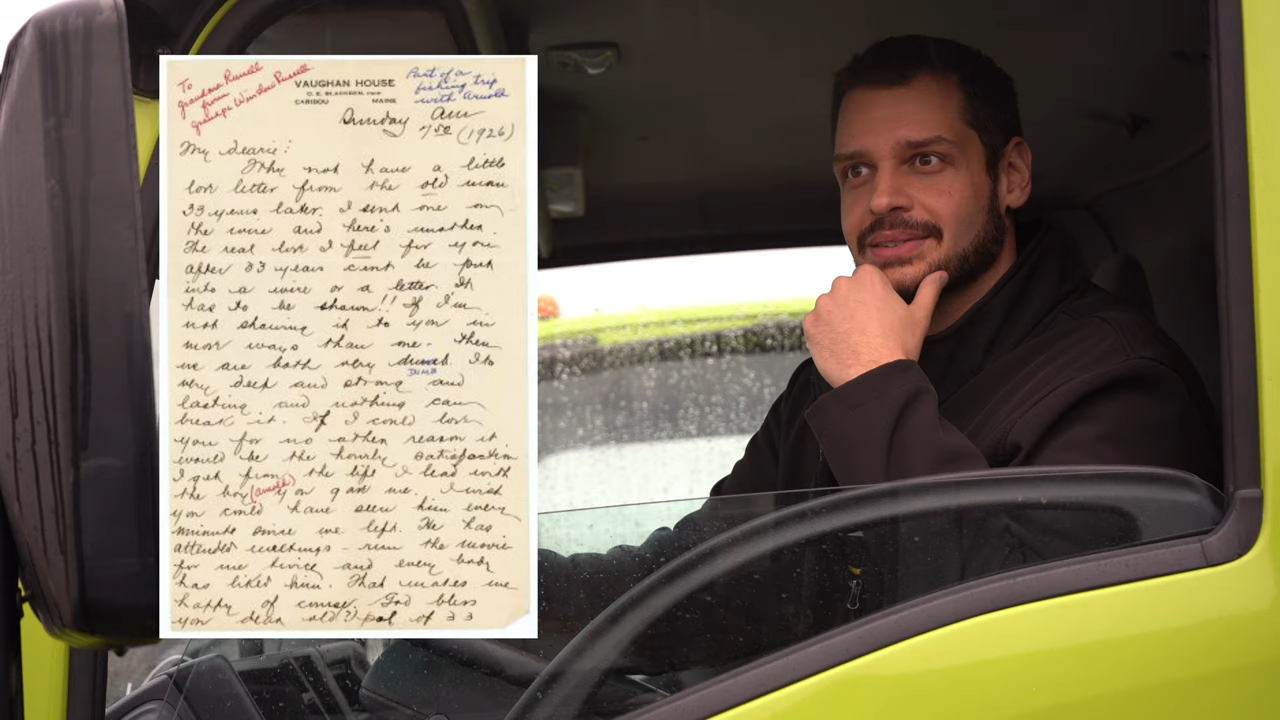 To
Grandma Russell
from
Grandpa Winslow Russell
VAUGHAN HOUSE
CARIBOU MAINE
Part of a
fishing trip
with Arnold
Sunday Am
7 50 (1926)
My dearie:
Why not have a little
love letter from the old man
33 years later. I sent one on
the wire and here's another.
The real love I feel for you
after 33 years cant be put
into a wire or a letter. It
has to be shown!! If I'm
not showing it to you in
more ways than one - then
we are both very dumb. Its
DUMB
very deep and strong and
lasting and nothing can
break it. If I could love
you for no other reason it
would be the hourly satisfaction
I get from the life I lead with
the boy (Arnold) you gave me. I wish
you could have seen him every
minute since we left. He has
attended meetings - run the movie
for me twice and every body
has liked him. That makes me
happy of course. God bless
you dear old pal of 33